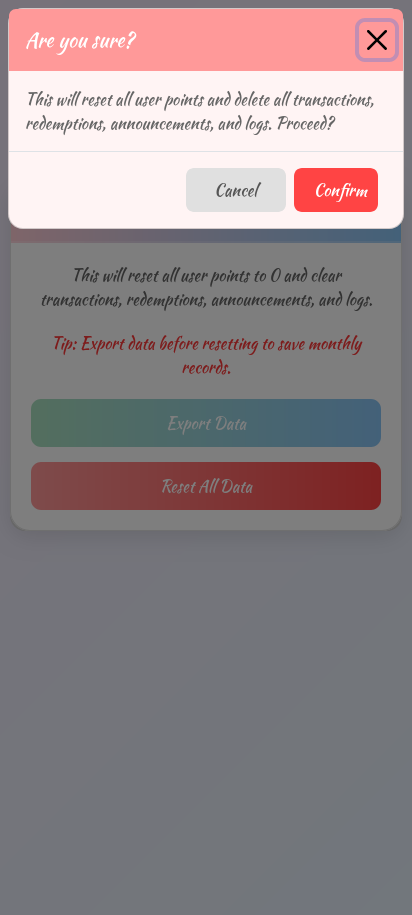 Are you sure?
This will reset all user points and delete all transactions,
redemptions, announcements, and logs. Proceed?
Cancel
Confirm
This will reset all user points to 0 and clear
transactions, redemptions, announcements, and logs.
Tip: Export data before resetting to save monthly
records.
Export Data
Reset All Data